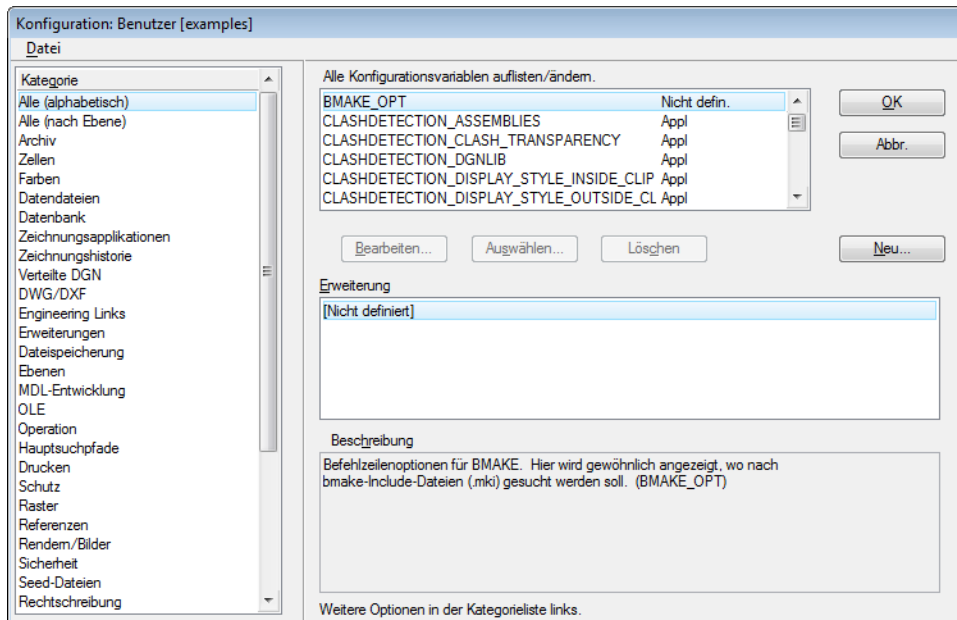 Konfiguration: Benutzer [examples]
Datei
Kategorie
Alle (alphabetisch)
Alle (nach Ebene)
Archiv
Zellen
Farben
Datendateien
Datenbank
Zeichnungsapplikationen
Zeichnungshistorie
Verteilte DGN
DWG/DXF
Engineering Links
Erweiterungen
Dateispeicherung
Ebenen
MDL-Entwicklung
OLE
Operation
Hauptsuchpfade
Drucken
Schutz
Raster
Referenzen
Rendern/Bilder
Sicherheit
Seed-Dateien
Rechtschreibung
Alle Konfigurationsvariablen auflisten/ändern.
BMAKE_OPT Nicht defin.
CLASHDETECTION_ASSEMBLIES Appl
CLASHDETECTION_CLASH_TRANSPARENCY Appl
CLASHDETECTION_DGNLIB Appl
CLASHDETECTION_DISPLAY_STYLE_INSIDE_CLIP Appl
CLASHDETECTION_DISPLAY_STYLE_OUTSIDE_CL Appl
OK
Abbr.
Bearbeiten... Auswählen... Löschen Neu...
Erweiterung
[Nicht definiert]
Beschreibung
Befehlzeilenoptionen für BMAKE. Hier wird gewöhnlich angezeigt, wo nach
bmake-Include-Dateien (.mki) gesucht werden soll. (BMAKE_OPT)
Weitere Optionen in der Kategorieliste links.